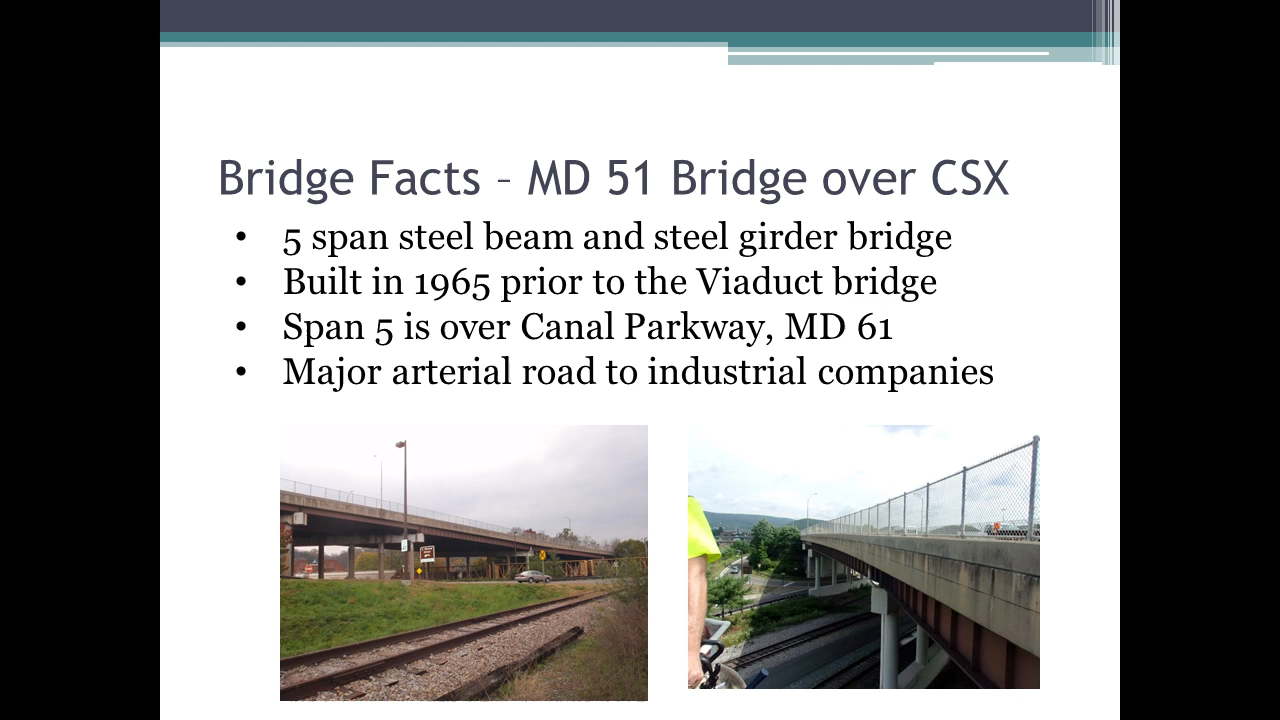 Bridge Facts – MD 51 Bridge over CSX
• 5 span steel beam and steel girder bridge
• Built in 1965 prior to the Viaduct bridge
• Span 5 is over Canal Parkway, MD 61
• Major arterial road to industrial companies